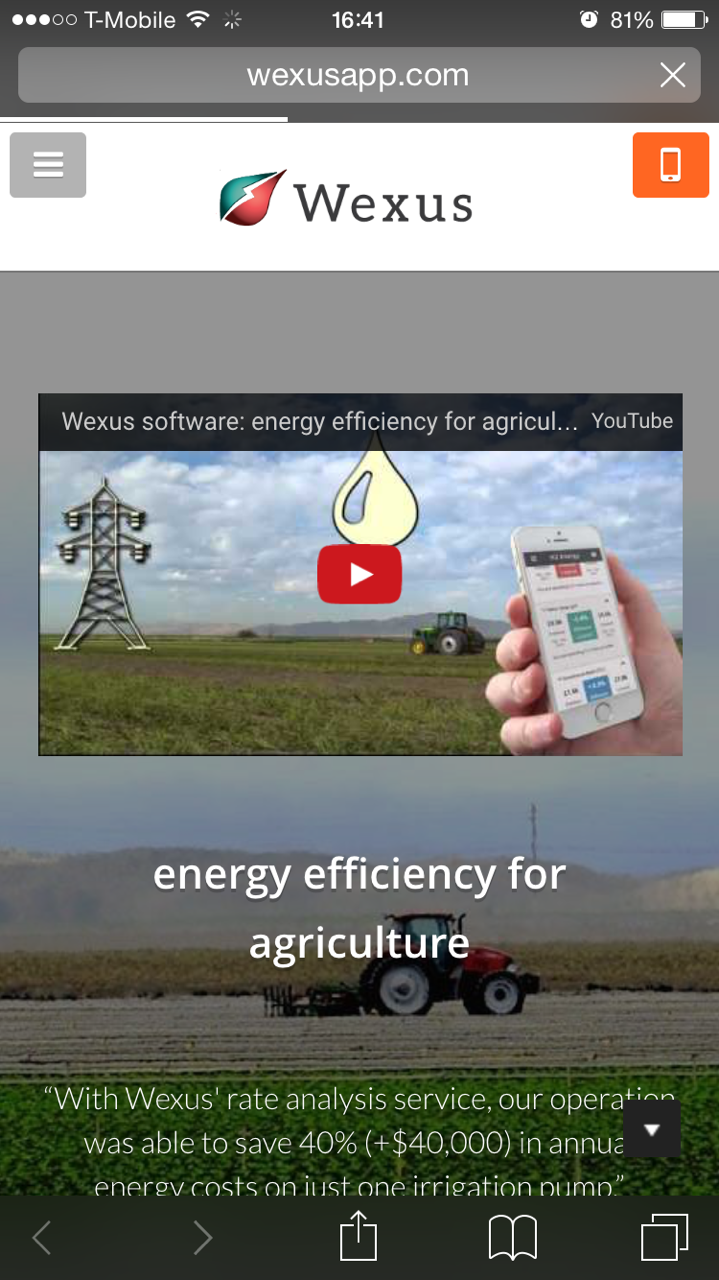 T-Mobile 16:41 81%
wexusapp.com
Wexus
Wexus software: energy efficiency for agricul... YouTube
energy efficiency for
agriculture
“With Wexus' rate analysis service, our operation
was able to save 40% (+$40,000) in annua
energy costs on just one irrigation pump.”